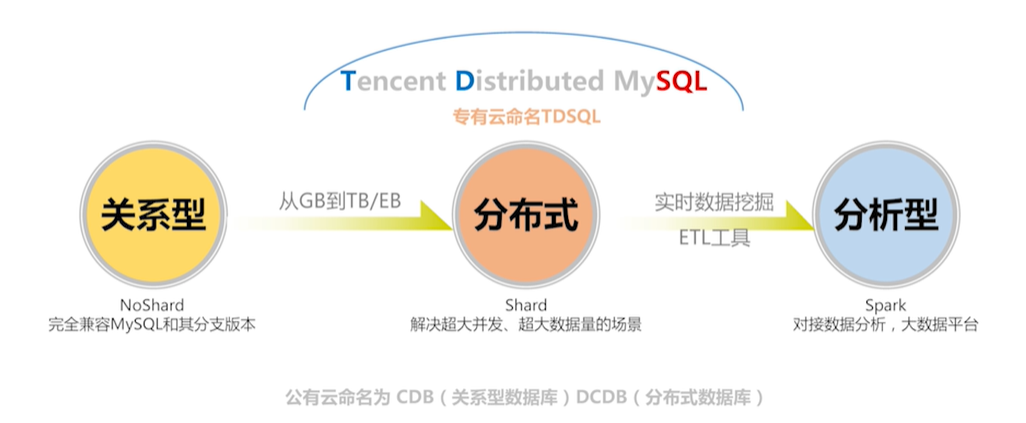 Tencent Distributed MySQL
专有云命名TDSQL
关系型
从GB到TB/EB
分布式
实时数据挖掘
ETL工具
分析型
NoShard
完全兼容MySQL和其分支版本
Shard
解决超大并发、超大数据量的场景
Spark
对接数据分析，大数据平台
公有云命名为 CDB（关系型数据库）DCDB（分布式数据库）